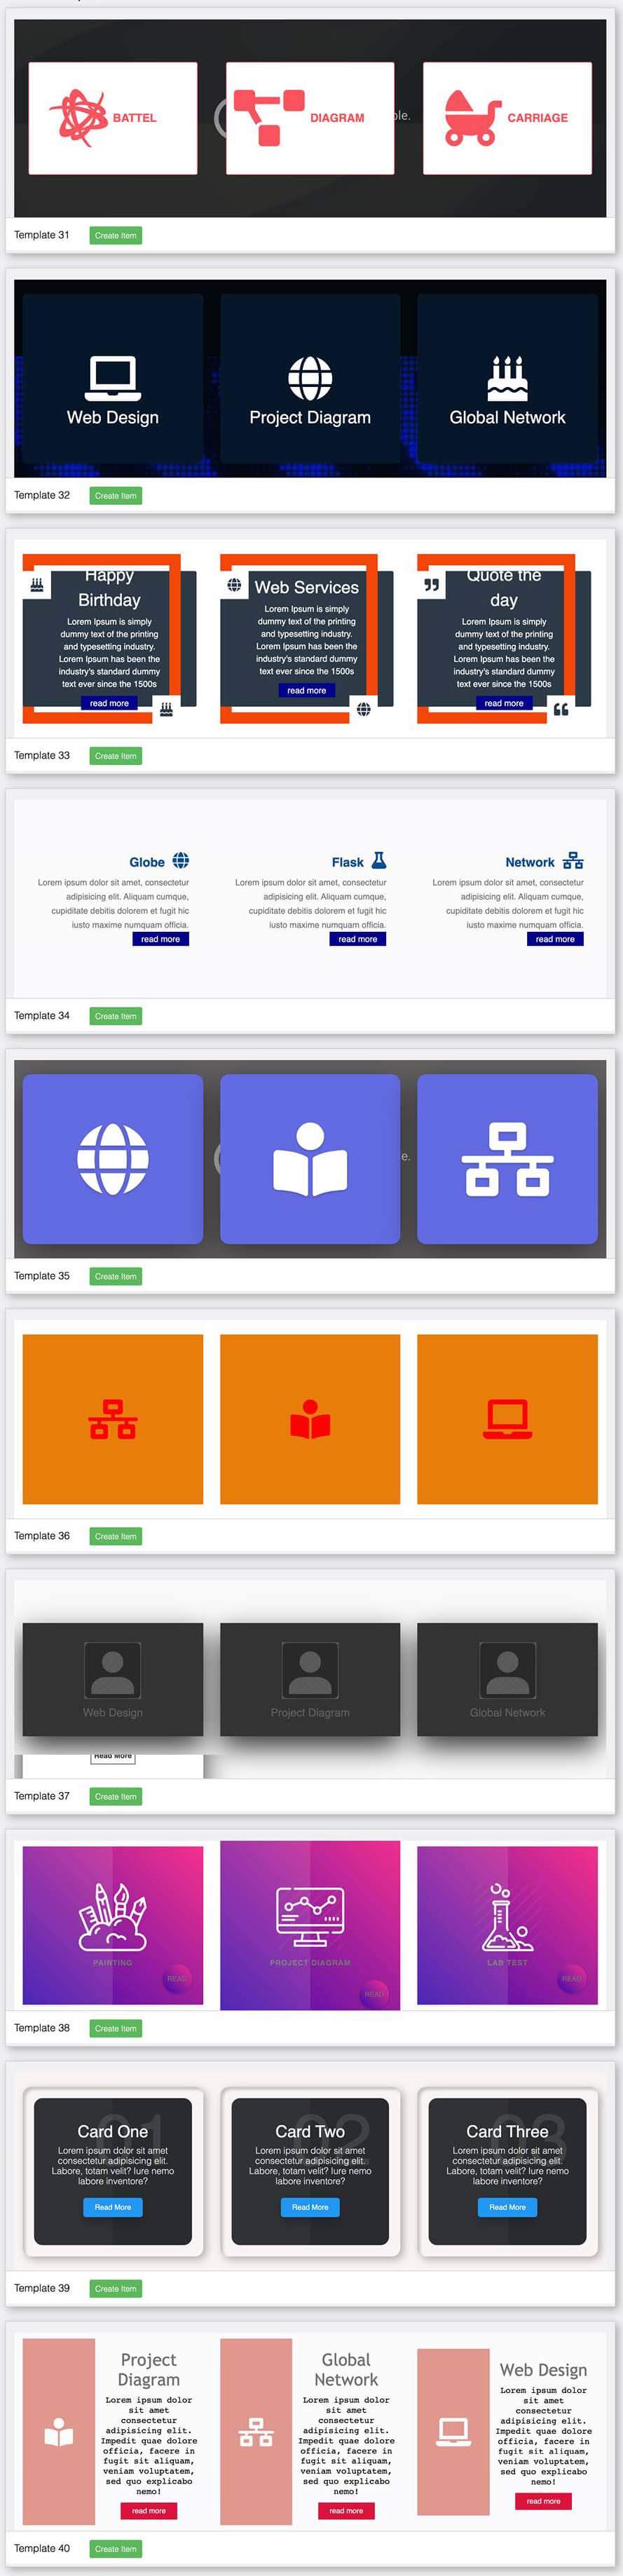 BATTEL
DIAGRAM
ple.
CARRIAGE
Template 31
Create Item
Web Design
Project Diagram
Global Network
Template 32
Create Item
Happy
Birthday
Lorem Ipsum is simply
dummy text of the printing
and typesetting industry.
Lorem Ipsum has been the
industry's standard dummy
text ever since the 1500s
read more
Web Services
Lorem Ipsum is simply
dummy text of the printing
and typesetting industry.
Lorem Ipsum has been the
industry's standard dummy
text ever since the 1500s
read more
Quote the
day
Lorem Ipsum is simply
dummy text of the printing
and typesetting industry.
Lorem Ipsum has been the
industry's standard dummy
text ever since the 1500s
read more
Template 33
Create Item
Globe
Lorem ipsum dolor sit amet, consectetur
adipisicing elit. Aliquam cumque,
cupiditate debitis dolorem et fugit hic
iusto maxime numquam officia.
read more
Flask
Lorem ipsum dolor sit amet, consectetur
adipisicing elit. Aliquam cumque,
cupiditate debitis dolorem et fugit hic
iusto maxime numquam officia.
read more
Network
Lorem ipsum dolor sit amet, consectetur
adipisicing elit. Aliquam cumque,
cupiditate debitis dolorem et fugit hic
iusto maxime numquam officia.
read more
Template 34
Create Item
e.
Template 35
Create Item
Template 36
Create Item
Web Design
Project Diagram
Global Network
Read More
Template 37
Create Item
PAINTING
READ
PROJECT DIAGRAM
READ
LAB TEST
READ
Template 38
Create Item
01
Card One
Lorem ipsum dolor sit amet
consectetur adipisicing elit.
Labore, totam velit? Iure nemo
labore inventore?
Read More
02
Card Two
Lorem ipsum dolor sit amet
consectetur adipisicing elit.
Labore, totam velit? Iure nemo
labore inventore?
Read More
03
Card Three
Lorem ipsum dolor sit amet
consectetur adipisicing elit.
Labore, totam velit? Iure nemo
labore inventore?
Read More
Template 39
Create Item
Project
Diagram
Lorem ipsum dolor
sit amet
consectetur
adipisicing elit.
Impedit quae dolore
officia, facere in
fugit sit aliquam,
veniam voluptatem,
sed quo explicabo
nemo!
read more
Global
Network
Lorem ipsum dolor
sit amet
consectetur
adipisicing elit.
Impedit quae dolore
officia, facere in
fugit sit aliquam,
veniam voluptatem,
sed quo explicabo
nemo!
read more
Web Design
Lorem ipsum dolor
sit amet
consectetur
adipisicing elit.
Impedit quae dolore
officia, facere in
fugit sit aliquam,
veniam voluptatem,
sed quo explicabo
nemo!
read more
Template 40
Create Item